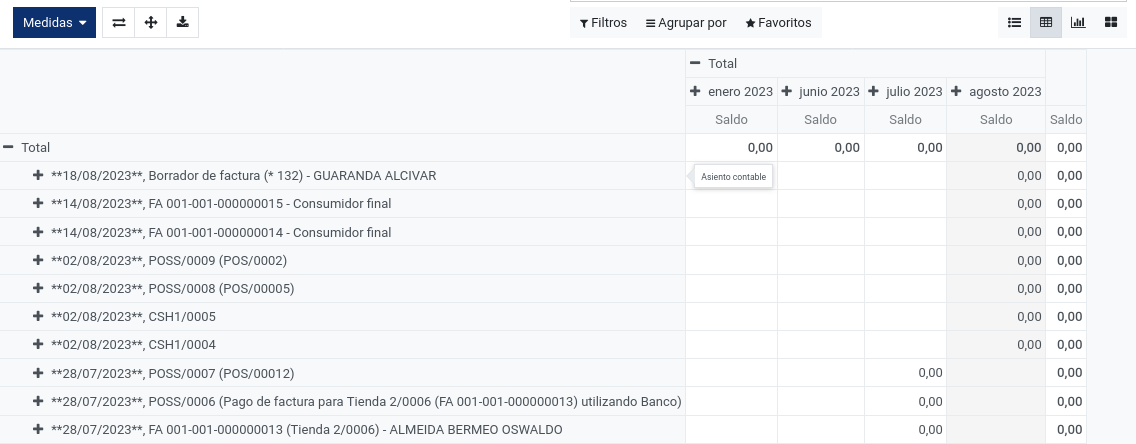 Medidas
Filtros Agrupar por Favoritos
Total
enero 2023 junio 2023 julio 2023 agosto 2023
Saldo Saldo Saldo Saldo Saldo
Total 0,00 0,00 0,00 0,00 0,00
**18/08/2023**, Borrador de factura (* 132) - GUARANDA ALCIVAR 0,00 0,00
Asiento contable
**14/08/2023**, FA 001-001-000000015 - Consumidor final 0,00 0,00
**14/08/2023**, FA 001-001-000000014 - Consumidor final 0,00 0,00
**02/08/2023**, POSS/0009 (POS/0002) 0,00 0,00
**02/08/2023**, POSS/0008 (POS/00005) 0,00 0,00
**02/08/2023**, CSH1/0005 0,00 0,00
**02/08/2023**, CSH1/0004 0,00 0,00
**28/07/2023**, POSS/0007 (POS/00012) 0,00 0,00
**28/07/2023**, POSS/0006 (Pago de factura para Tienda 2/0006 (FA 001-001-000000013) utilizando Banco) 0,00 0,00
**28/07/2023**, FA 001-001-000000013 (Tienda 2/0006) - ALMEIDA BERMEO OSWALDO 0,00 0,00